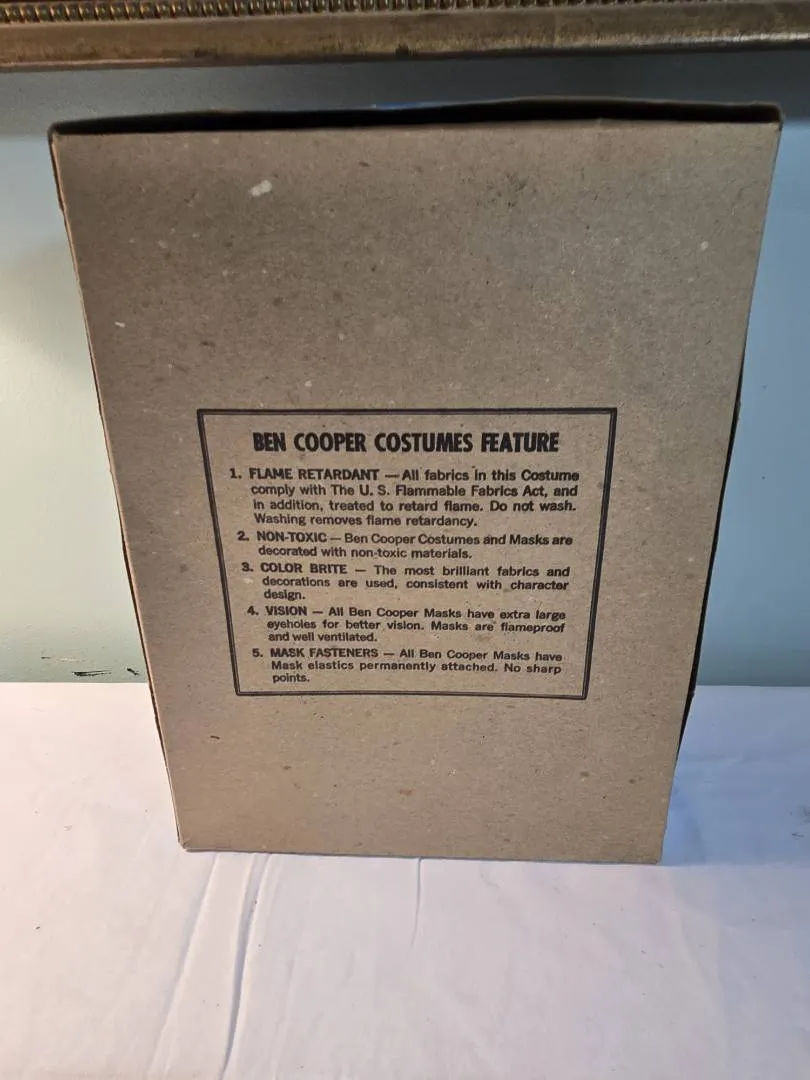 BEN COOPER COSTUMES FEATURE
1. FLAME RETARDANT — All fabrics in this Costume
comply with The U. S. Flammable Fabrics Act, and
in addition, treated to retard flame. Do not wash.
Washing removes flame retardancy.
2. NON-TOXIC — Ben Cooper Costumes and Masks are
decorated with non-toxic materials.
3. COLOR BRITE — The most brilliant fabrics and
decorations are used, consistent with character
design.
4. VISION — All Ben Cooper Masks have extra large
eyeholes for better vision. Masks are flameproof
and well ventilated.
5. MASK FASTENERS — All Ben Cooper Masks have
Mask elastics permanently attached. No sharp
points.